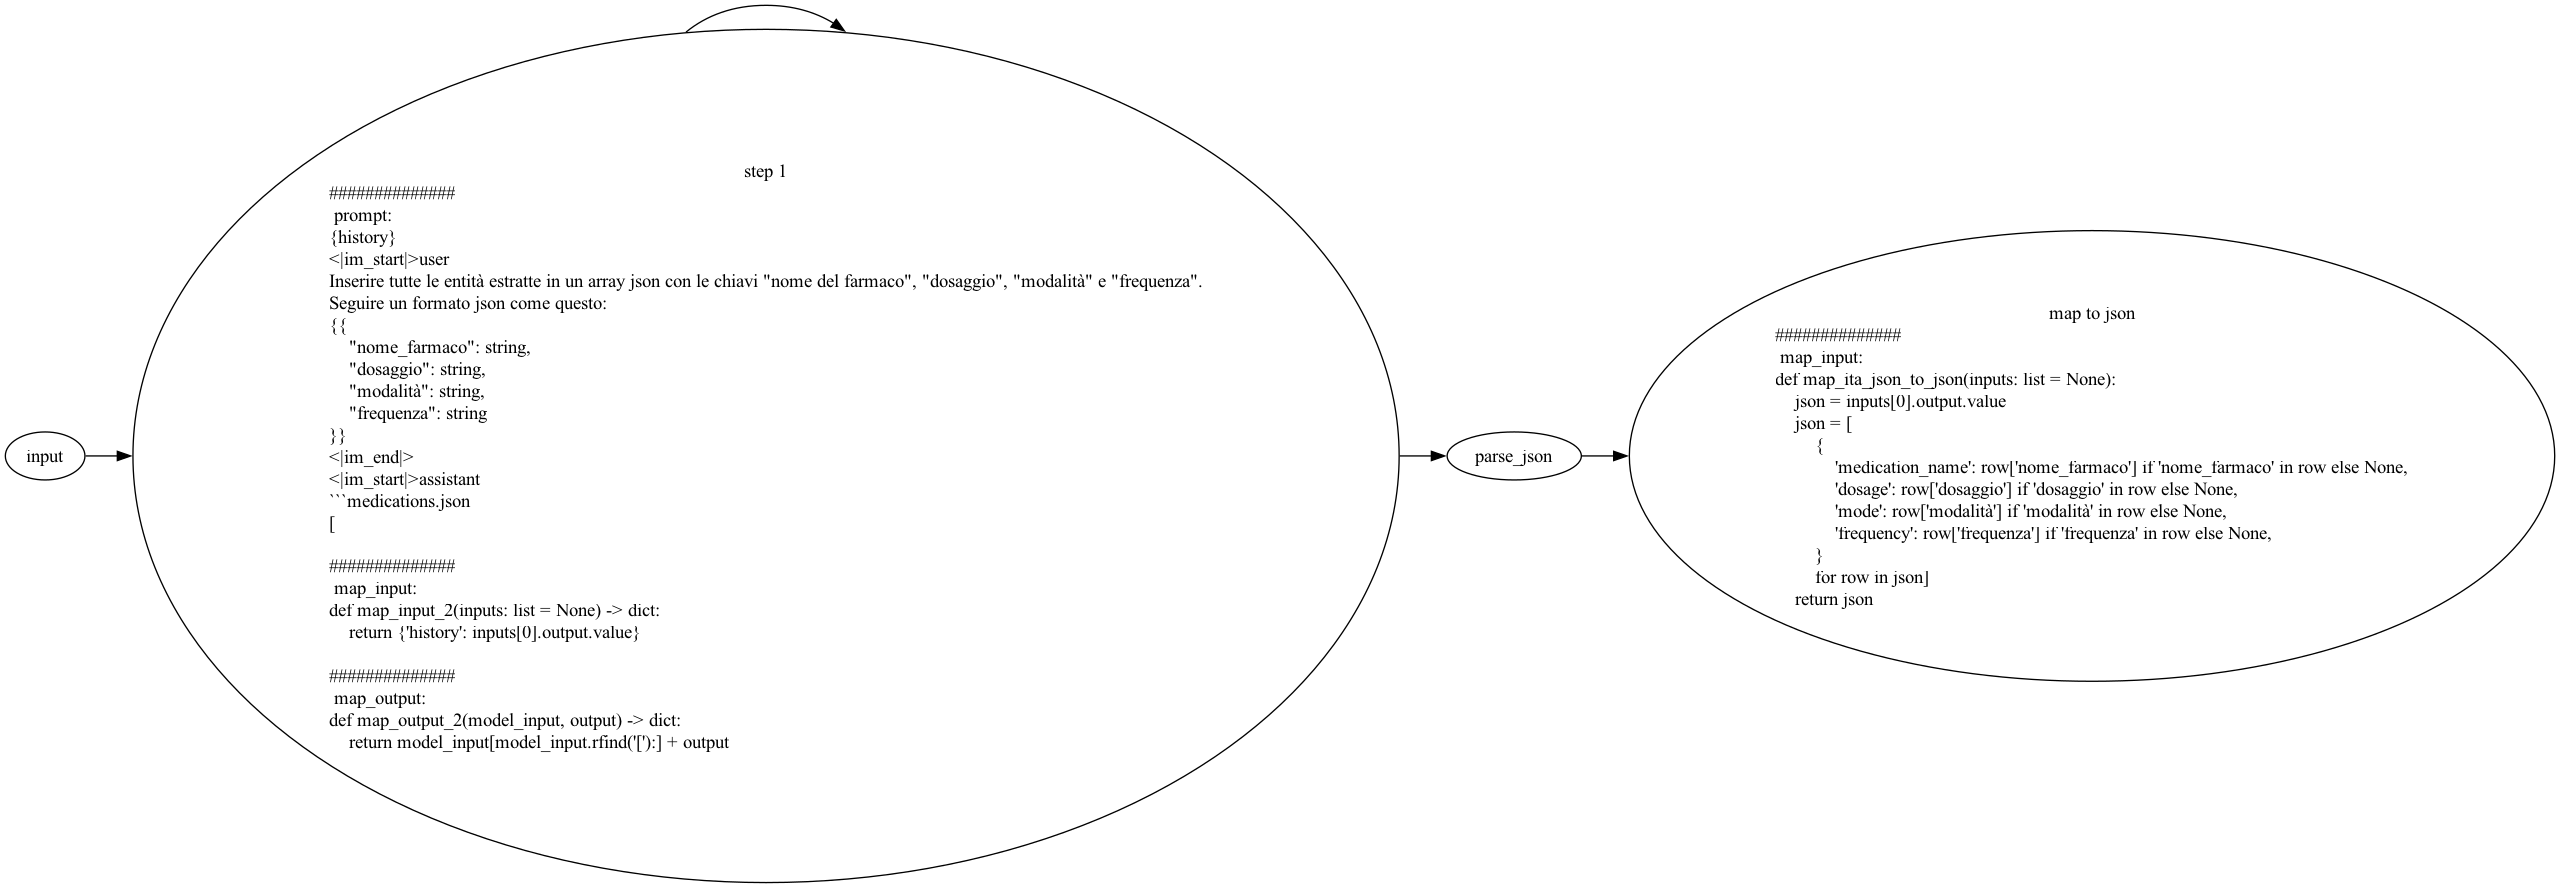 input
step 1
##############
prompt:
{history}
<|im_start|>user
Inserire tutte le entità estratte in un array json con le chiavi "nome del farmaco", "dosaggio", "modalità" e "frequenza".
Seguire un formato json come questo:
{{
    "nome_farmaco": string,
    "dosaggio": string,
    "modalità": string,
    "frequenza": string
}}
<|im_end|>
<|im_start|>assistant
```medications.json
[
##############
map_input:
def map_input_2(inputs: list = None) -> dict:
    return {'history': inputs[0].output.value}
##############
map_output:
def map_output_2(model_input, output) -> dict:
    return model_input[model_input.rfind('['):] + output
parse_json
map to json
##############
map_input:
def map_ita_json_to_json(inputs: list = None):
    json = inputs[0].output.value
    json = [
        {
            'medication_name': row['nome_farmaco'] if 'nome_farmaco' in row else None,
            'dosage': row['dosaggio'] if 'dosaggio' in row else None,
            'mode': row['modalità'] if 'modalità' in row else None,
            'frequency': row['frequenza'] if 'frequenza' in row else None,
        }
        for row in json]
    return json